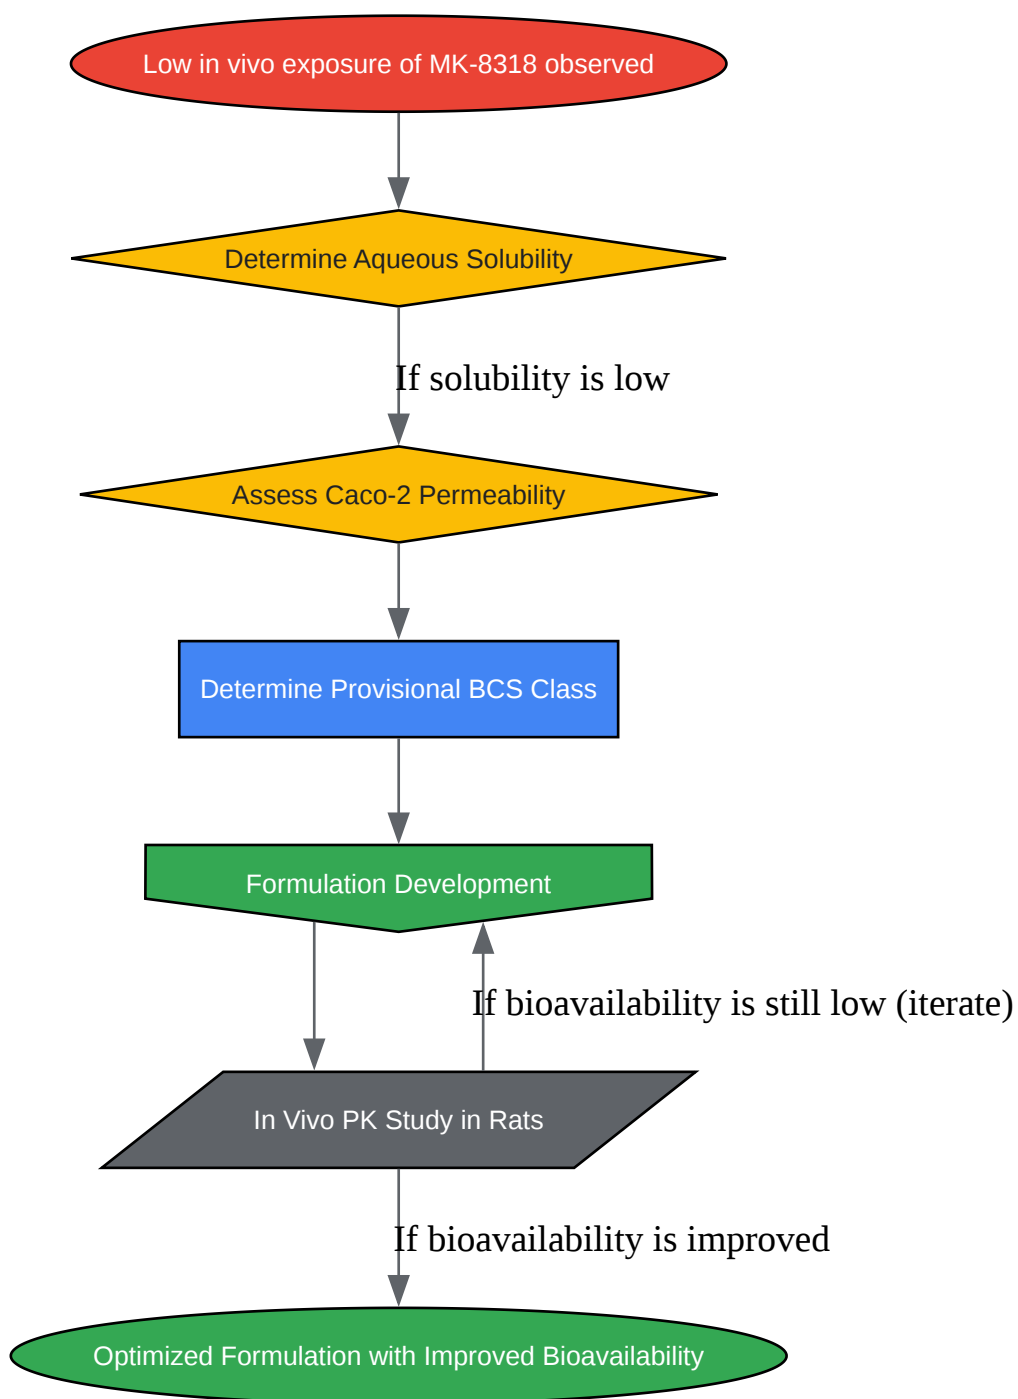 Low in vivo exposure of MK-8318 observed
Determine Aqueous Solubility
If solubility is low
Assess Caco-2 Permeability
Determine Provisional BCS Class
Formulation Development
If bioavailability is still low (iterate)
In Vivo PK Study in Rats
If bioavailability is improved
Optimized Formulation with Improved Bioavailability